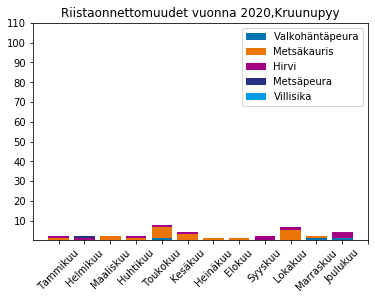 Riistaonnettomuudet vuonna 2020,Kruunupyy
110
100
90
80
70
60
50
40
30
20
10
Valkohäntäpeura
Metsäkauris
Hirvi
Metsäpeura
Villisika
Tammikuu
Helmikuu
Maaliskuu
Huhtikuu
Toukokuu
Kesäkuu
Heinäkuu
Elokuu
Syyskuu
Lokakuu
Marraskuu
Joulukuu